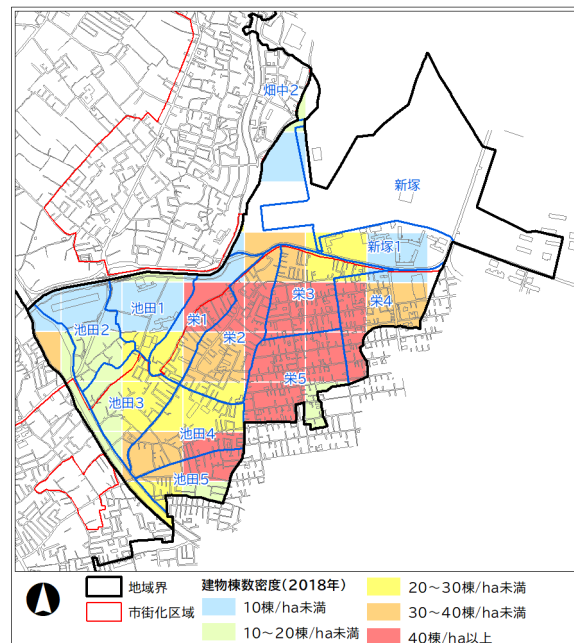 畑中2
新塚
新塚1
栄3
栄4
池田1
栄1
池田2
栄2
栄5
池田3
池田4
池田5
地域界
市街化区域
建物棟数密度(2018年)
10棟/ha未満
10～20棟/ha未満
20～30棟/ha未満
30～40棟/ha未満
40棟/ha以上